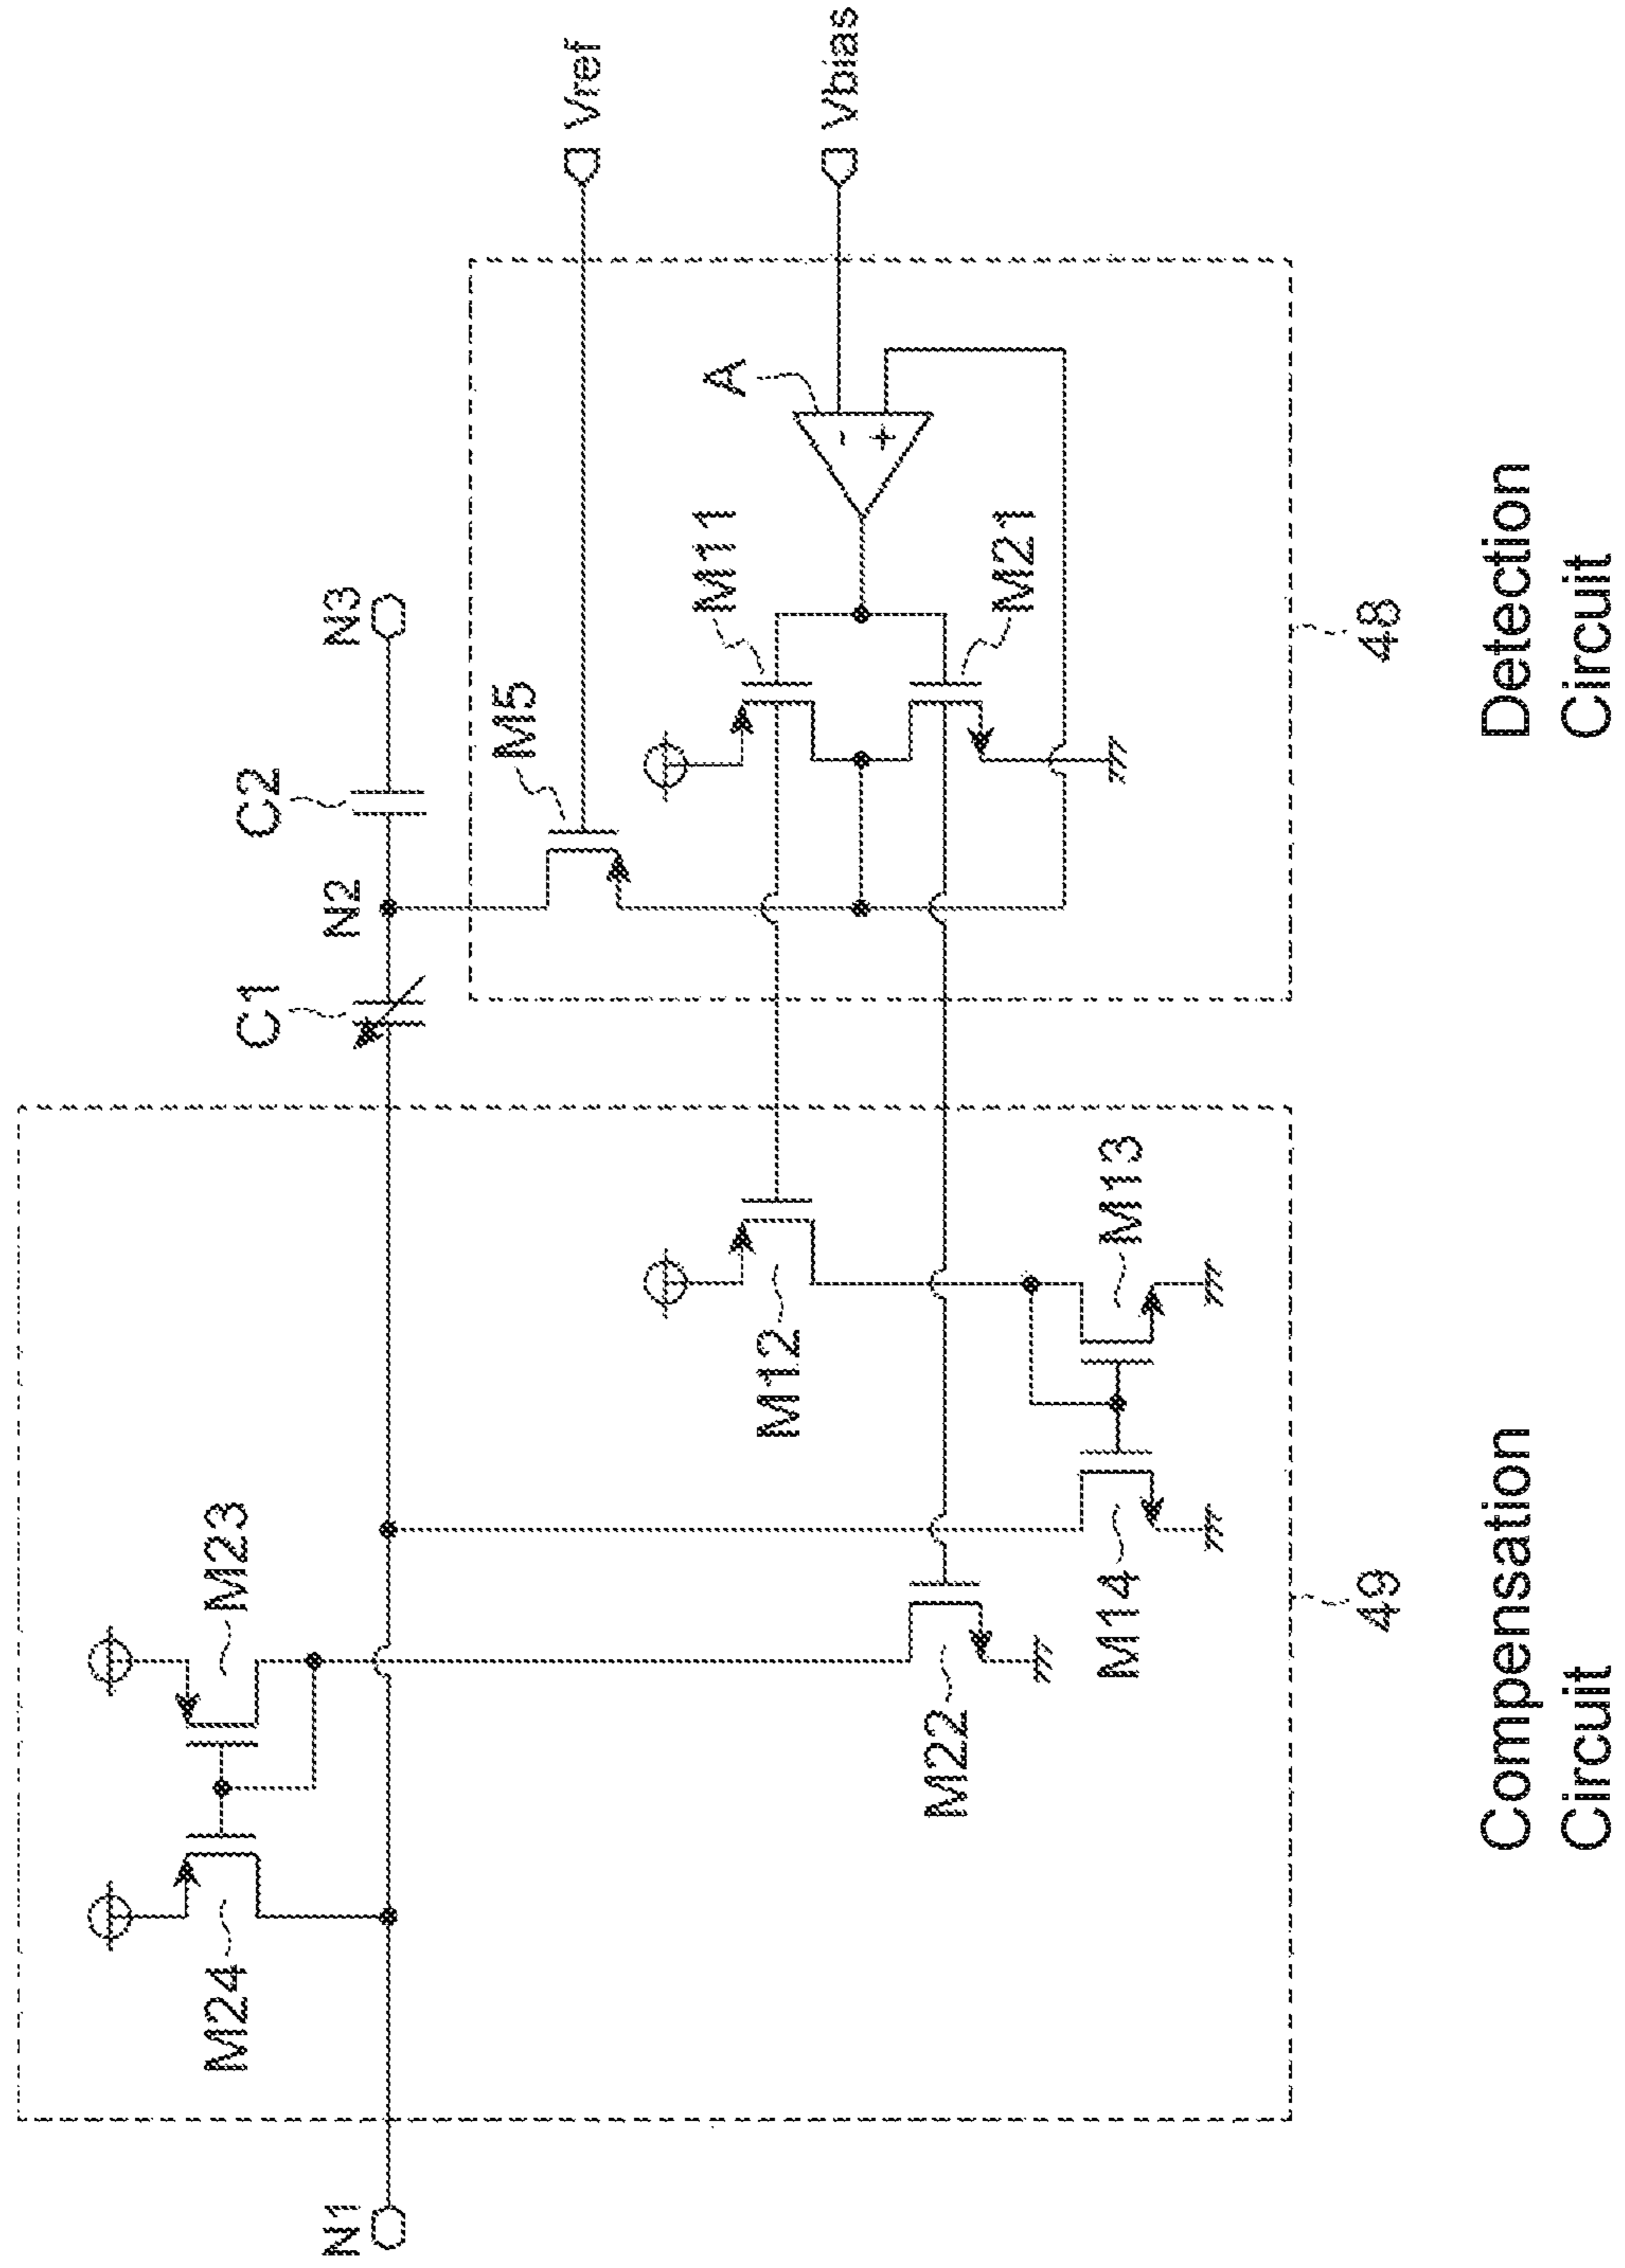 N1
N2
N3
C1
C2
M24
M23
M5
Vref
Vbias
A
M11
M21
-
+
M12
M13
M14
M22
49
48
Compensation
Circuit
Detection
Circuit